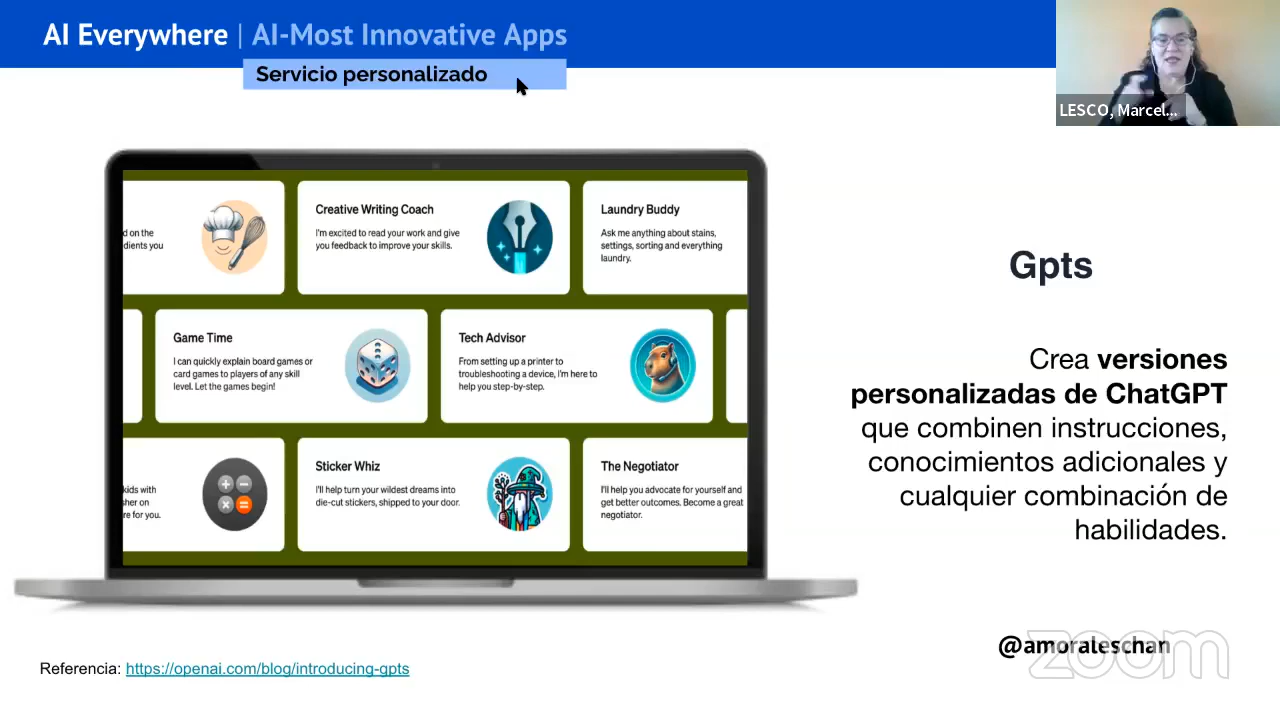 AI Everywhere | AI-Most Innovative Apps
Servicio personalizado
LESCO, Marcel...
d on the
dients you
Creative Writing Coach
I'm excited to read your work and give
you feedback to improve your skills.
Laundry Buddy
Ask me anything about stains,
settings, sorting and everything
laundry.
Game Time
I can quickly explain board games or
card games to players of any skill
level. Let the games begin!
Tech Advisor
From setting up a printer to
troubleshooting a device, I'm here to
help you step-by-step.
kids with
sher on
re for you.
Sticker Whiz
I'll help turn your wildest dreams into
die-cut stickers, shipped to your door.
The Negotiator
I'll help you advocate for yourself and
get better outcomes. Become a great
negotiator.
Gpts
Crea versiones
personalizadas de ChatGPT
que combinen instrucciones,
conocimientos adicionales y
cualquier combinación de
habilidades.
@amoraleschan
zoom
Referencia: https://openai.com/blog/introducing-gpts